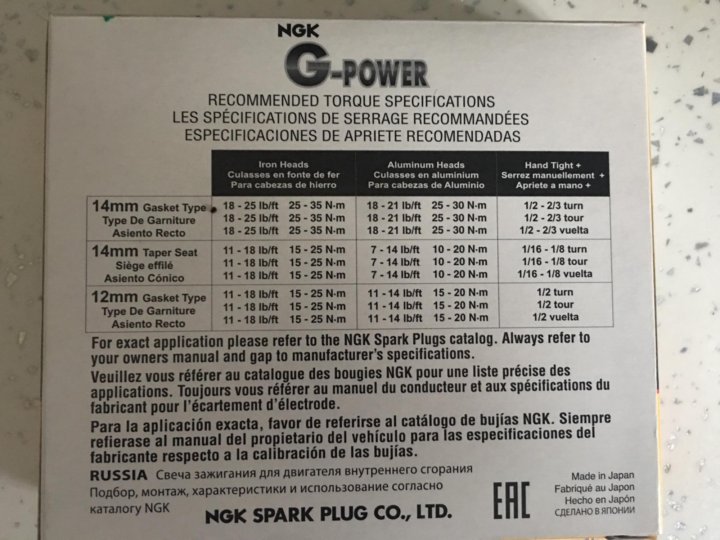 NGK
G-POWER
RECOMMENDED TORQUE SPECIFICATIONS
LES SPÉCIFICATIONS DE SERRAGE RECOMMANDÉES
ESPECIFICACIONES DE APRIETE RECOMENDADAS
Iron Heads Aluminum Heads Hand Tight +
Culasses en fonte de fer Culasses en aluminium Serrez manuellement +
Para cabezas de hierro Para cabezas de Aluminio Apriete a mano +
14mm Gasket Type 18 - 25 lb/ft 25 - 35 N-m 18 - 21 lb/ft 25 - 30 N-m 1/2 - 2/3 turn
Type De Garniture 18 - 25 lb/ft 25 - 35 N-m 18 - 21 lb/ft 25 - 30 N-m 1/2 - 2/3 tour
Asiento Recto 18 - 25 lb/ft 25 - 35 N-m 18 - 21 lb/ft 25 - 30 N-m 1/2 - 2/3 vuelta
14mm Taper Seat 11 - 18 lb/ft 15 - 25 N-m 7 - 14 lb/ft 10 - 20 N-m 1/16 - 1/8 turn
Siège effilé 11 - 18 lb/ft 15 - 25 N-m 7 - 14 lb/ft 10 - 20 N-m 1/16 - 1/8 tour
Asiento Cónico 11 - 18 lb/ft 15 - 25 N-m 7 - 14 lb/ft 10 - 20 N-m 1/16 - 1/8 vuelta
12mm Gasket Type 11 - 18 lb/ft 15 - 25 N-m 11 - 14 lb/ft 15 - 20 N-m 1/2 turn
Type De Garniture 11 - 18 lb/ft 15 - 25 N-m 11 - 14 lb/ft 15 - 20 N-m 1/2 tour
Asiento Recto 11 - 18 lb/ft 15 - 25 N-m 11 - 14 lb/ft 15 - 20 N-m 1/2 vuelta
For exact application please refer to the NGK Spark Plugs catalog. Always refer to
your owners manual and gap to manufacturer's specifications.
Veuillez vous référer au catalogue des bougies NGK pour une liste précise des
applications. Toujours vous référer au manuel du conducteur et aux spécifications du
fabricant pour l'écartement d'électrode.
Para la aplicación exacta, favor de referirse al catálogo de bujías NGK. Siempre
refierase al manual del propietario del vehículo para las especificaciones del
fabricante respecto a la calibración de las bujías.
RUSSIA Свеча зажигания для двигателя внутреннего сгорания
Подбор, монтаж, характеристики и использование согласно
каталогу NGK
NGK SPARK PLUG CO., LTD.
EAC
Made in Japan
Fabriqué au Japon
Hecho en Japón
СДЕЛАНО В ЯПОНИИ